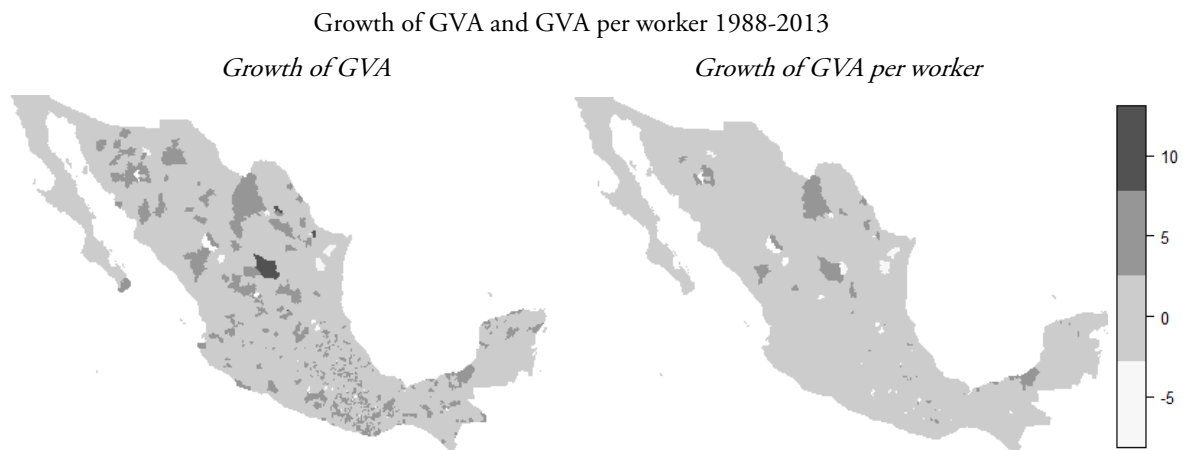 Growth of GVA and GVA per worker 1988-2013
Growth of GVA
Growth of GVA per worker
10
5
0
-5